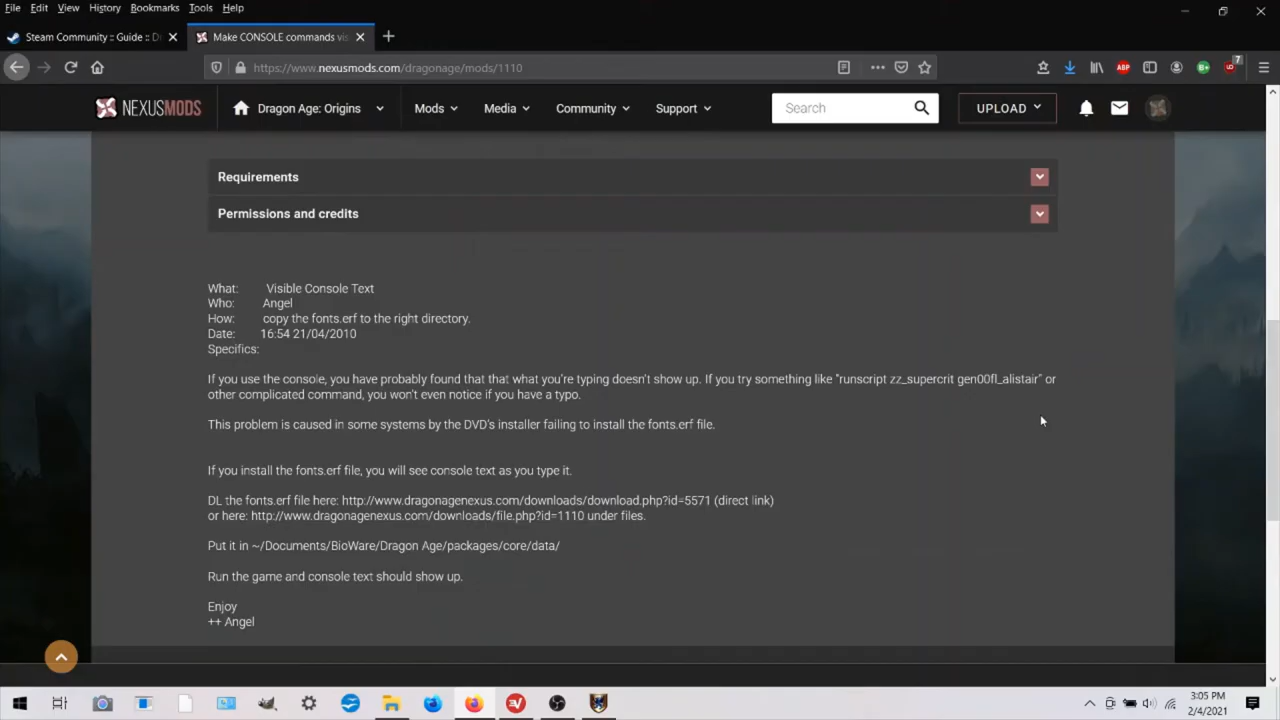 File Edit View History Bookmarks Tools Help
Steam Community :: Guide :: D
Make CONSOLE commands vis
https://www.nexusmods.com/dragonage/mods/1110
ABP
7
NEXUSMODS
Dragon Age: Origins
Mods
Media
Community
Support
Search
UPLOAD
Requirements
Permissions and credits
What: Visible Console Text
Who: Angel
How: copy the fonts.erf to the right directory.
Date: 16:54 21/04/2010
Specifics:
If you use the console, you have probably found that that what you're typing doesn't show up. If you try something like "runscript zz_supercrit gen00fl_alistair" or
other complicated command, you won't even notice if you have a typo.
This problem is caused in some systems by the DVD's installer failing to install the fonts.erf file.
If you install the fonts.erf file, you will see console text as you type it.
DL the fonts.erf file here: http://www.dragonagenexus.com/downloads/download.php?id=5571 (direct link)
or here: http://www.dragonagenexus.com/downloads/file.php?id=1110 under files.
Put it in ~/Documents/BioWare/Dragon Age/packages/core/data/
Run the game and console text should show up.
Enjoy
++ Angel
3:05 PM
2/4/2021